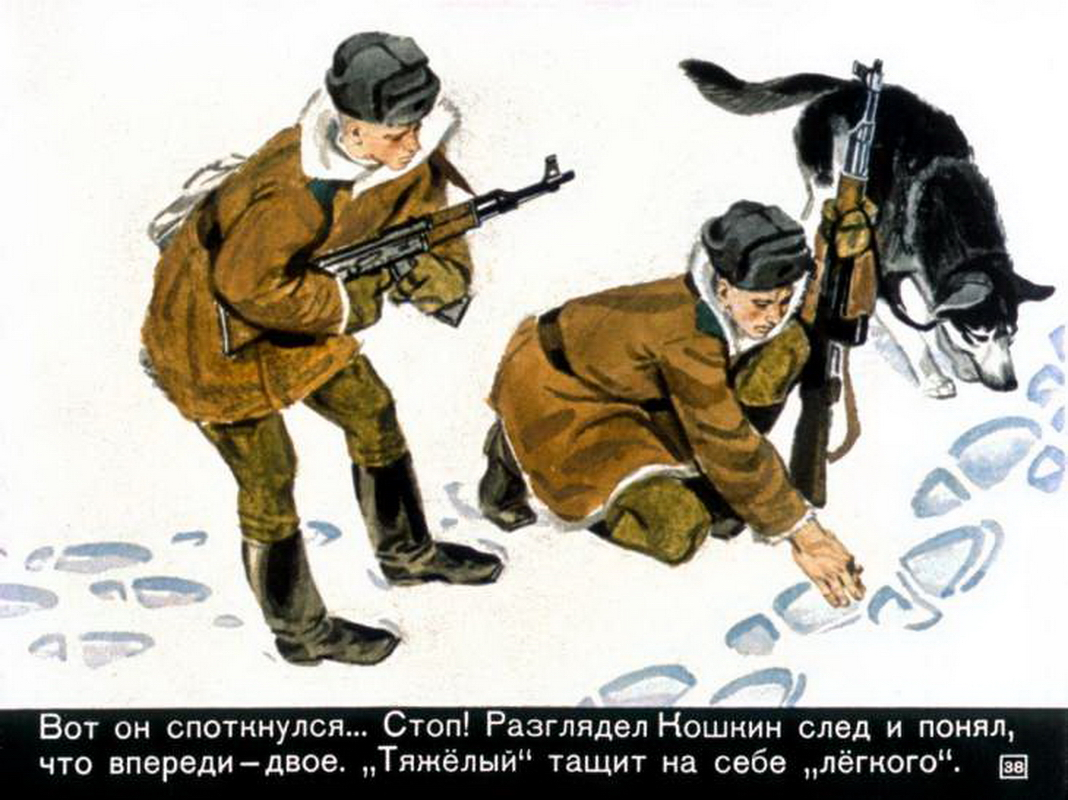 Вот он споткнулся... Стоп! Разглядел Кошкин след и понял,
что впереди – двое. „Тяжёлый“ тащит на себе „лёгкого“.
38